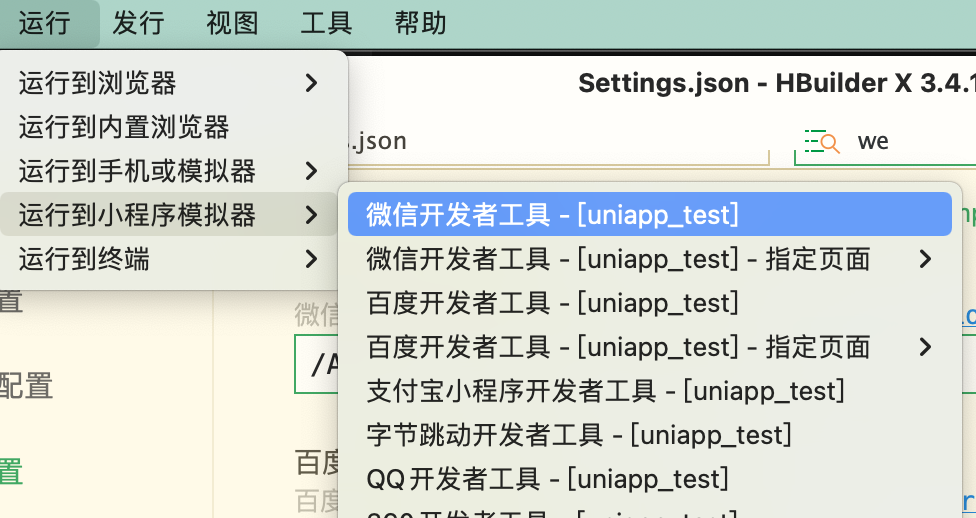 运行 发行 视图 工具 帮助
Settings.json - HBuilder X 3.4.1
运行到浏览器
运行到内置浏览器
运行到手机或模拟器
运行到小程序模拟器
运行到终端
.json
we
微信开发者工具 - [uniapp_test]
微信开发者工具 - [uniapp_test] - 指定页面
百度开发者工具 - [uniapp_test]
百度开发者工具 - [uniapp_test] - 指定页面
支付宝小程序开发者工具 - [uniapp_test]
字节跳动开发者工具 - [uniapp_test]
QQ开发者工具 - [uniapp_test]
置
配置
置
微信
/A
百度
百度